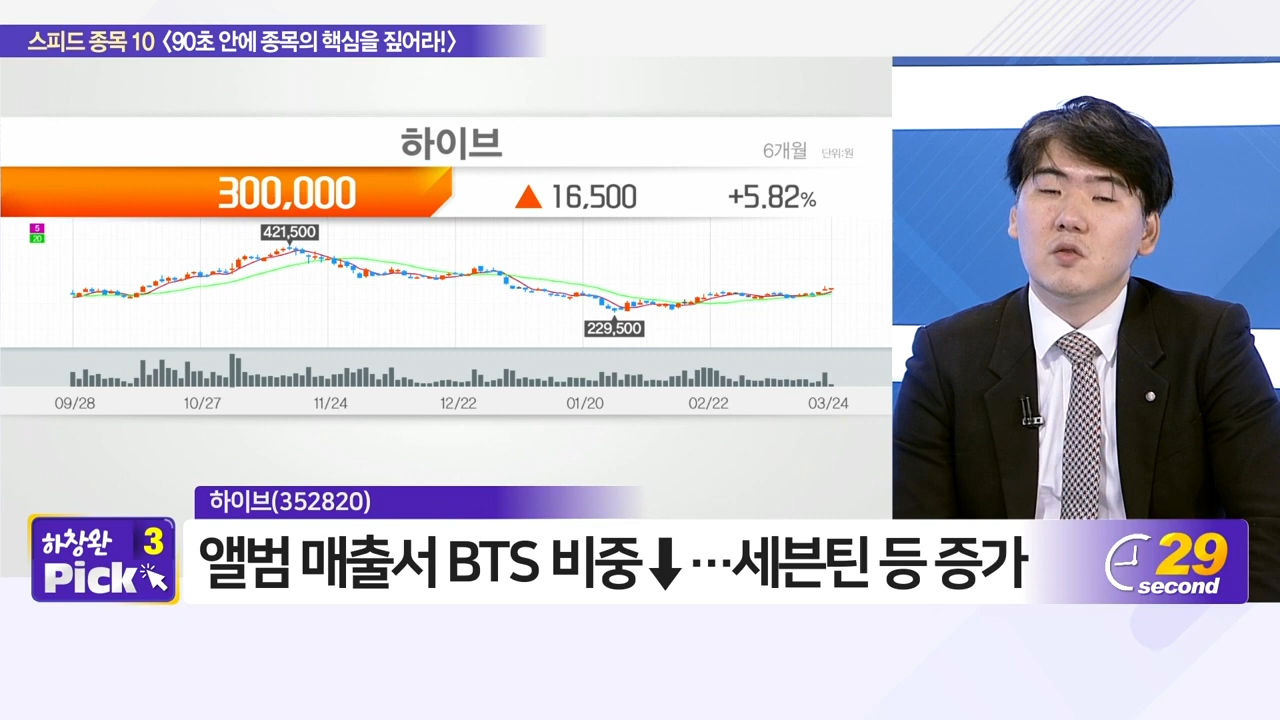 스피드 종목 10 〈90초 안에 종목의 핵심을 짚어라!〉
하이브
6개월 단위:원
300,000 ▲ 16,500 +5.82%
5
20
421,500
229,500
09/28 10/27 11/24 12/22 01/20 02/22 03/24
하이브(352820)
하창완 3
Pick
앨범 매출서 BTS 비중↓…세븐틴 등 증가
29
second